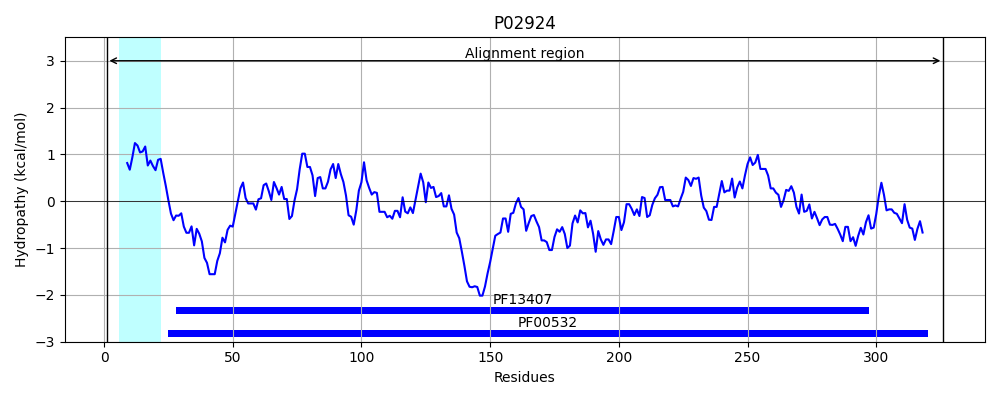 P02924
Alignment region
3
2
1
0
−1
−2
−3
Hydropathy (kcal/mol)
PF13407
PF00532
0 50 100 150 200 250 300
Residues